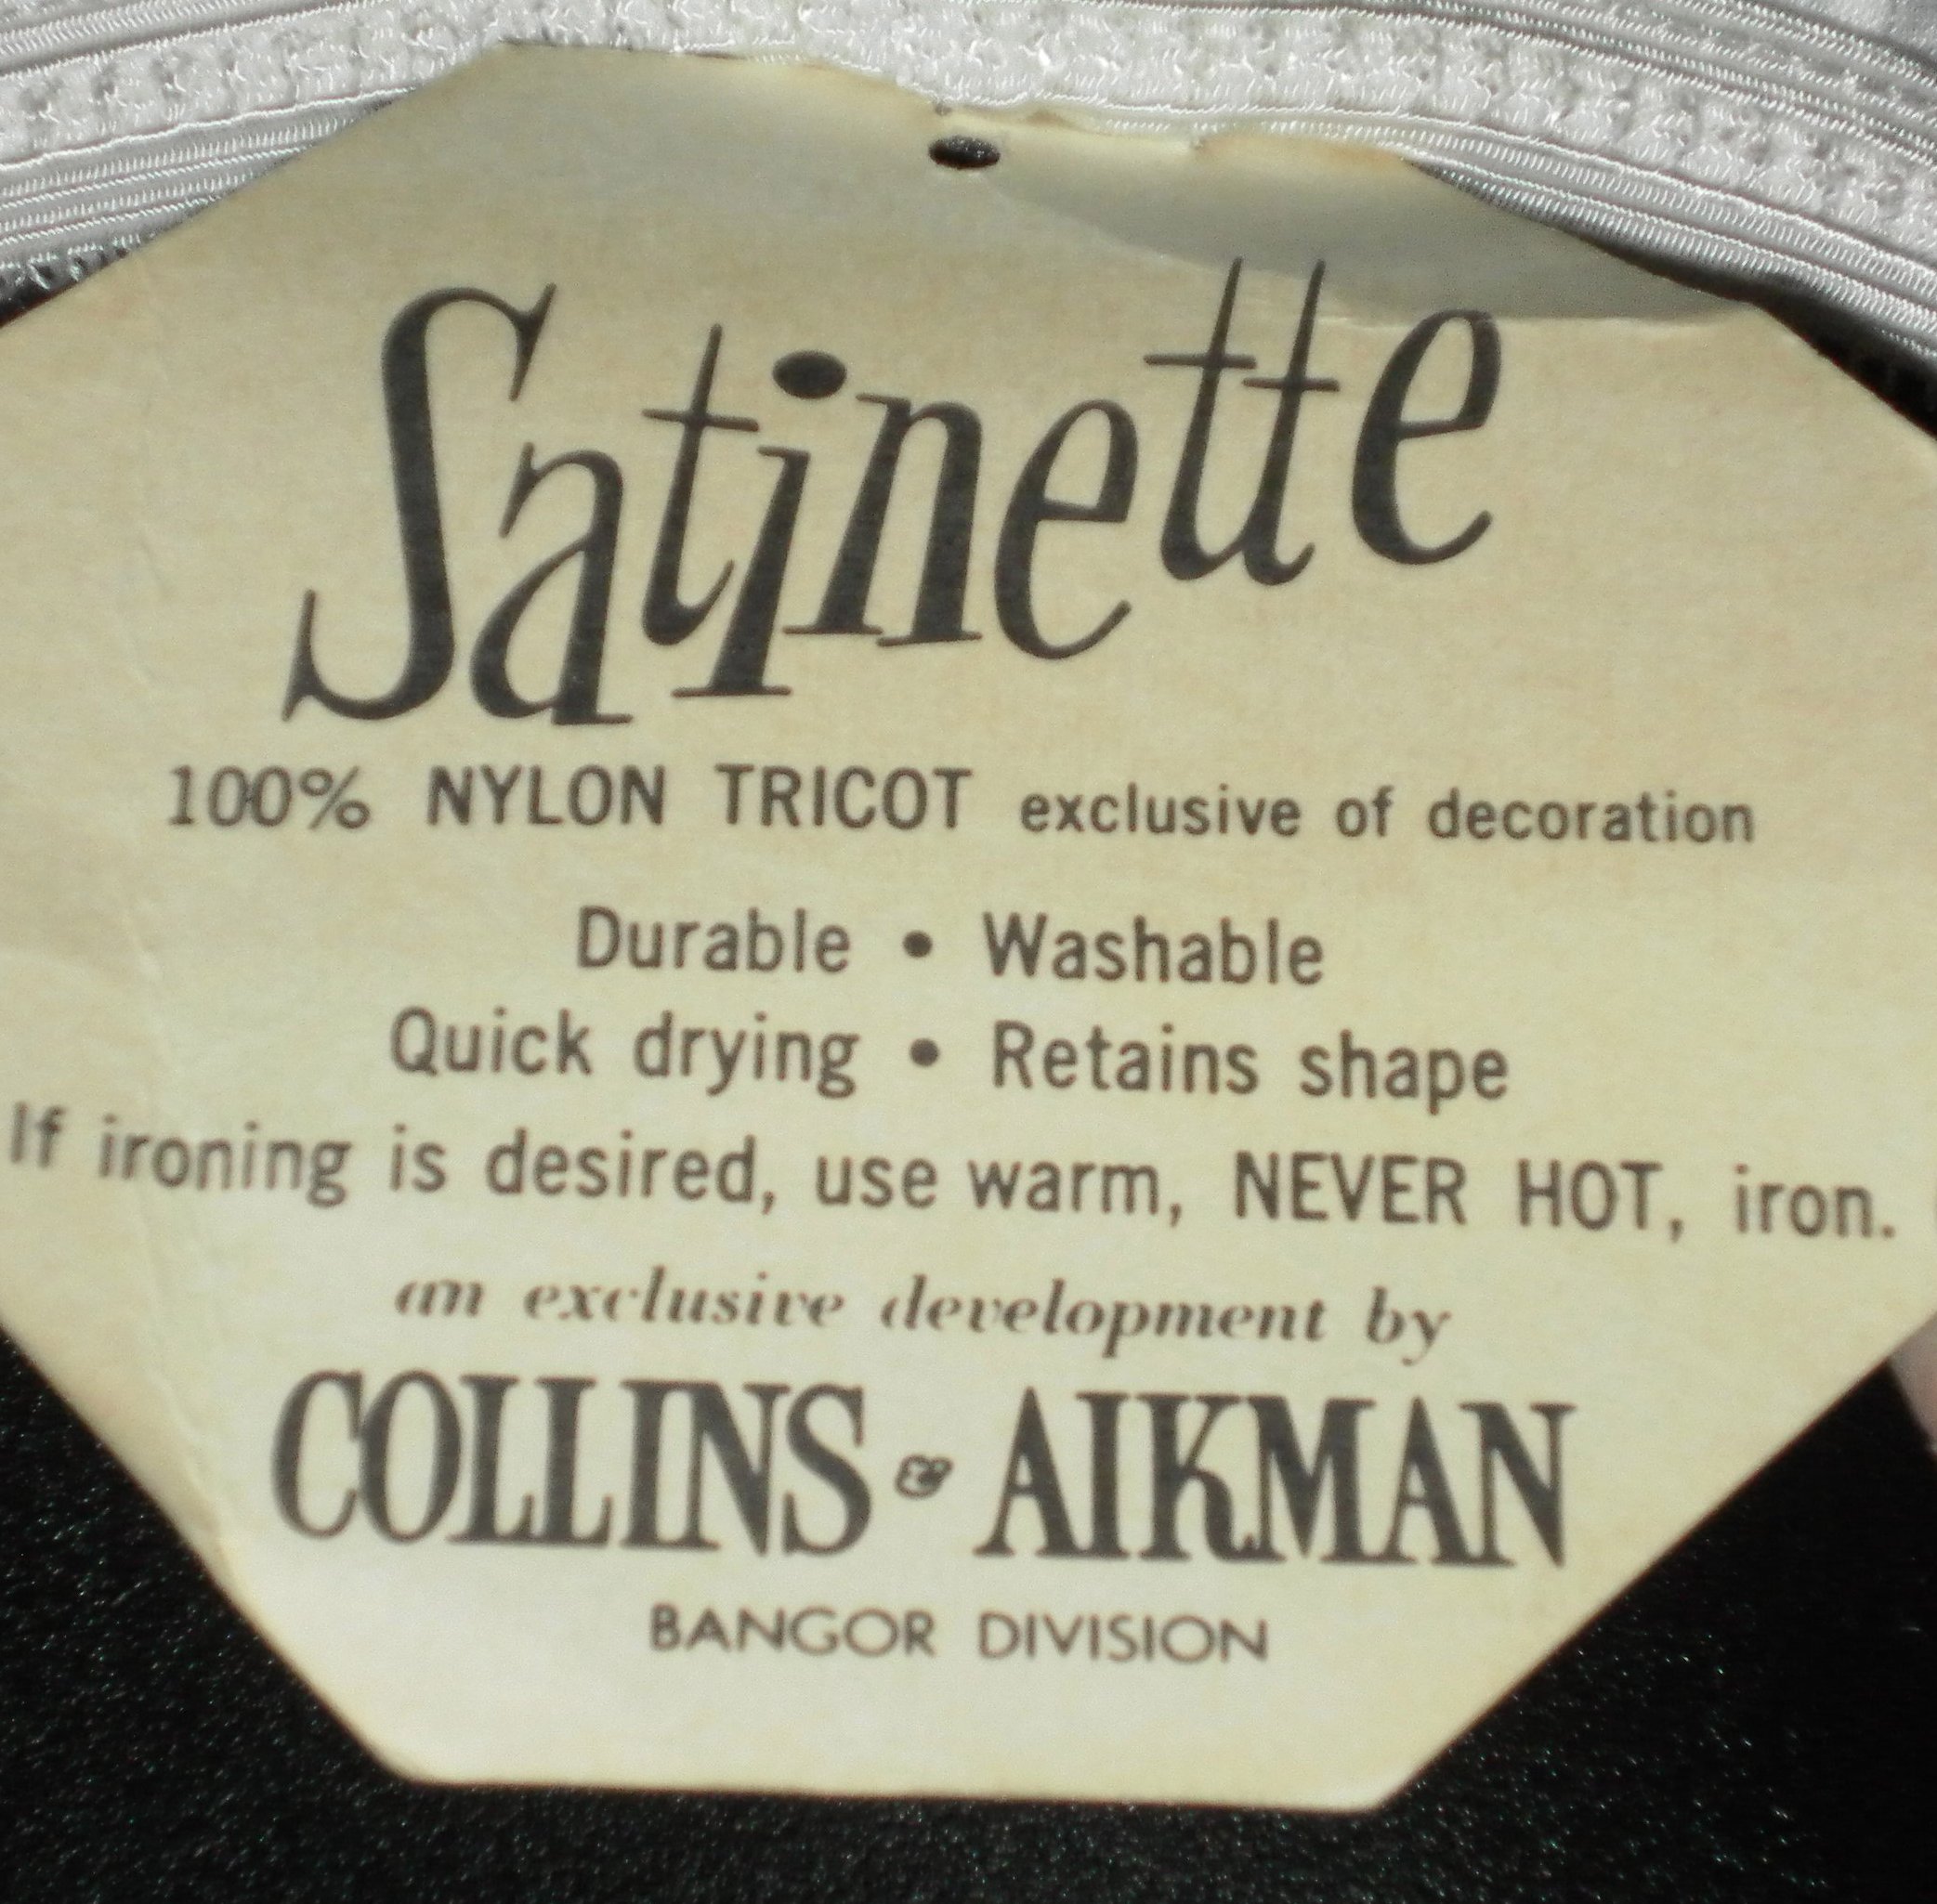 Satinette
100% NYLON TRICOT exclusive of decoration
Durable • Washable
Quick drying • Retains shape
If ironing is desired, use warm, NEVER HOT, iron.
an exclusive development by
COLLINS & AIKMAN
BANGOR DIVISION